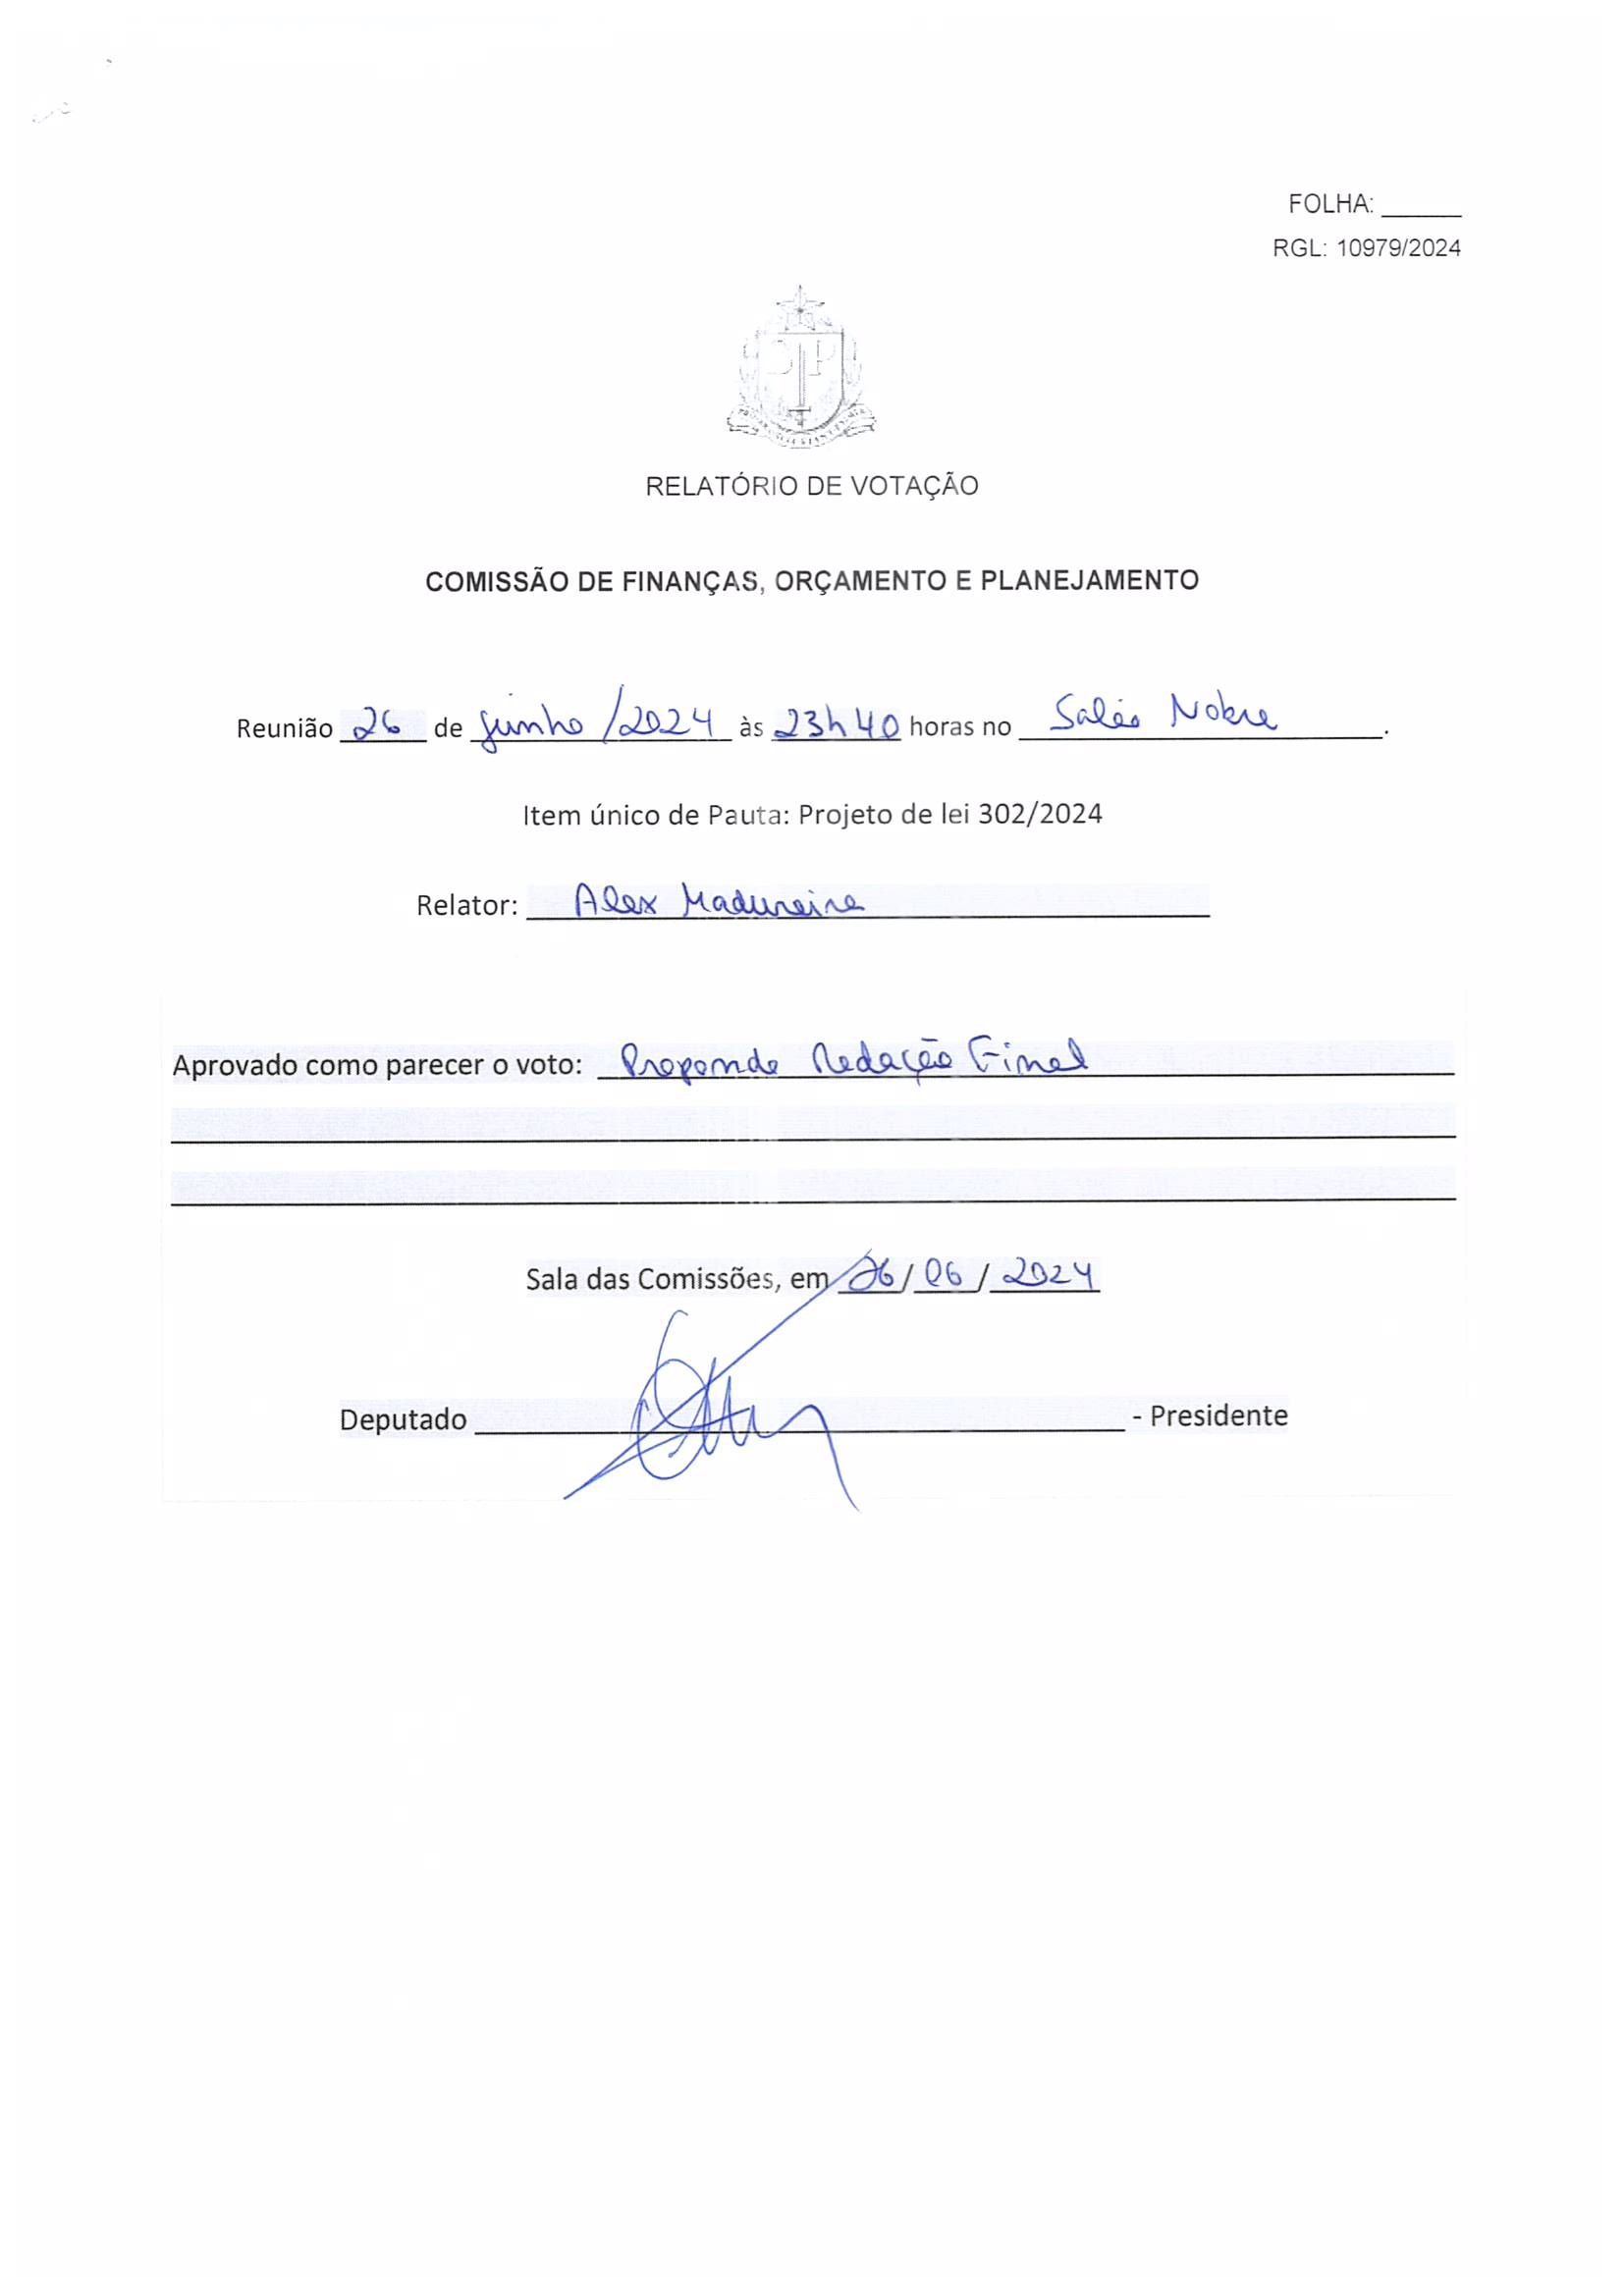 FOLHA: ______
RGL: 10979/2024
SP
RELATÓRIO DE VOTAÇÃO
COMISSÃO DE FINANÇAS, ORÇAMENTO E PLANEJAMENTO
Reunião 26 de junho /2024 às 23h40 horas no Salão Nobre.
Item único de Pauta: Projeto de lei 302/2024
Relator: Alex Madureira
Aprovado como parecer o voto: Propondo Redação Final
Sala das Comissões, em 26/06/2024
Deputado ______ - Presidente